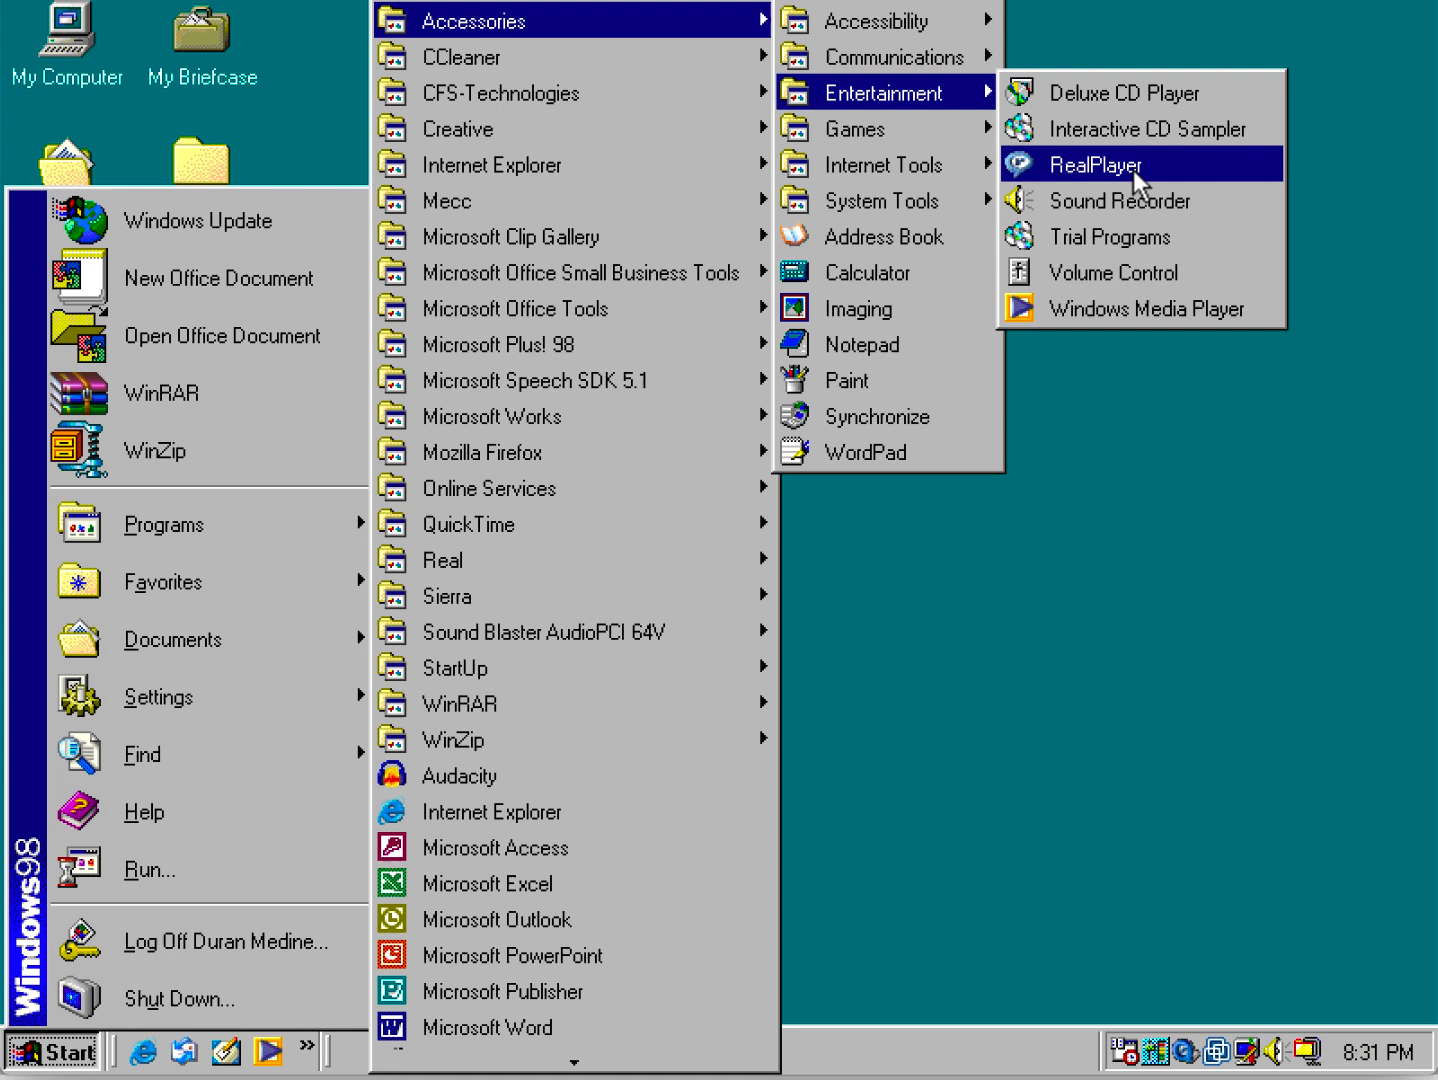 My Computer
My Briefcase
Windows Update
New Office Document
Open Office Document
WinRAR
WinZip
Programs
Favorites
Documents
Settings
Find
Help
Run...
Log Off Duran Medine...
Shut Down...
Windows98
Accessories
CCleaner
CFS-Technologies
Creative
Internet Explorer
Mecc
Microsoft Clip Gallery
Microsoft Office Small Business Tools
Microsoft Office Tools
Microsoft Plus! 98
Microsoft Speech SDK 5.1
Microsoft Works
Mozilla Firefox
Online Services
QuickTime
Real
Sierra
Sound Blaster AudioPCI 64V
StartUp
WinRAR
WinZip
Audacity
Internet Explorer
Microsoft Access
Microsoft Excel
Microsoft Outlook
Microsoft PowerPoint
Microsoft Publisher
Microsoft Word
Accessibility
Communications
Entertainment
Games
Internet Tools
System Tools
Address Book
Calculator
Imaging
Notepad
Paint
Synchronize
WordPad
Deluxe CD Player
Interactive CD Sampler
RealPlayer
Sound Recorder
Trial Programs
Volume Control
Windows Media Player
Start
8:31 PM